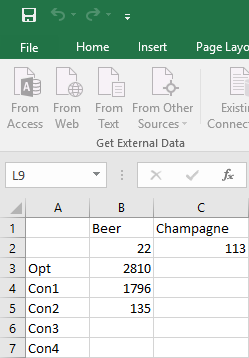 File Home Insert Page Layo
From Access From Web From Text From Other Sources Existi Connec
Get External Data
L9 fx
A B C
1 Beer Champagne
2 22 113
3 Opt 2810
4 Con1 1796
5 Con2 135
6 Con3
7 Con4